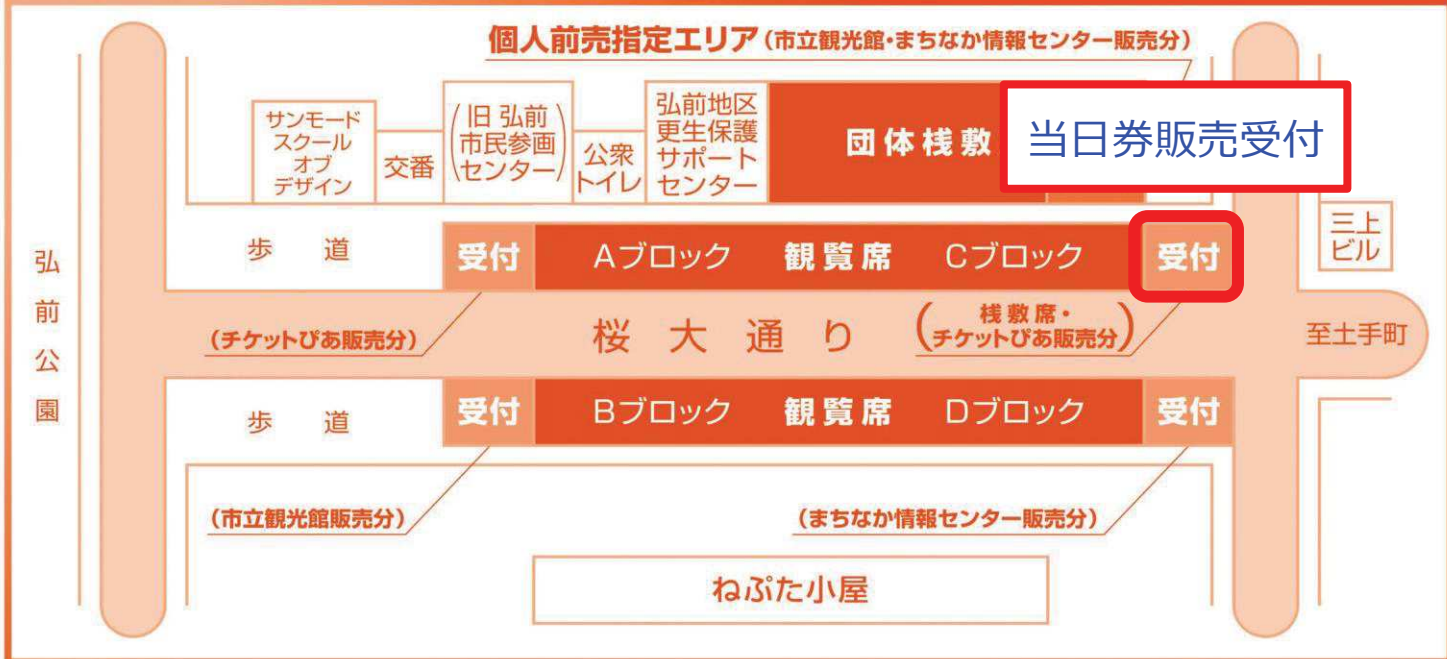 個人前売指定エリア(市立観光館・まちなか情報センター販売分)
サンモード
スクール
オブ
デザイン
交番
(旧 弘前
市民参画
センター)
公衆
トイレ
弘前地区
更生保護
サポート
センター
団体桟敷
当日券販売受付
三上
ビル
弘前公園
歩道
受付
Aブロック 観覧席 Cブロック
受付
(チケットぴあ販売分)
桜大通り
(桟敷席・
チケットぴあ販売分)
至土手町
歩道
受付
Bブロック 観覧席 Dブロック
受付
(市立観光館販売分)
(まちなか情報センター販売分)
ねぷた小屋